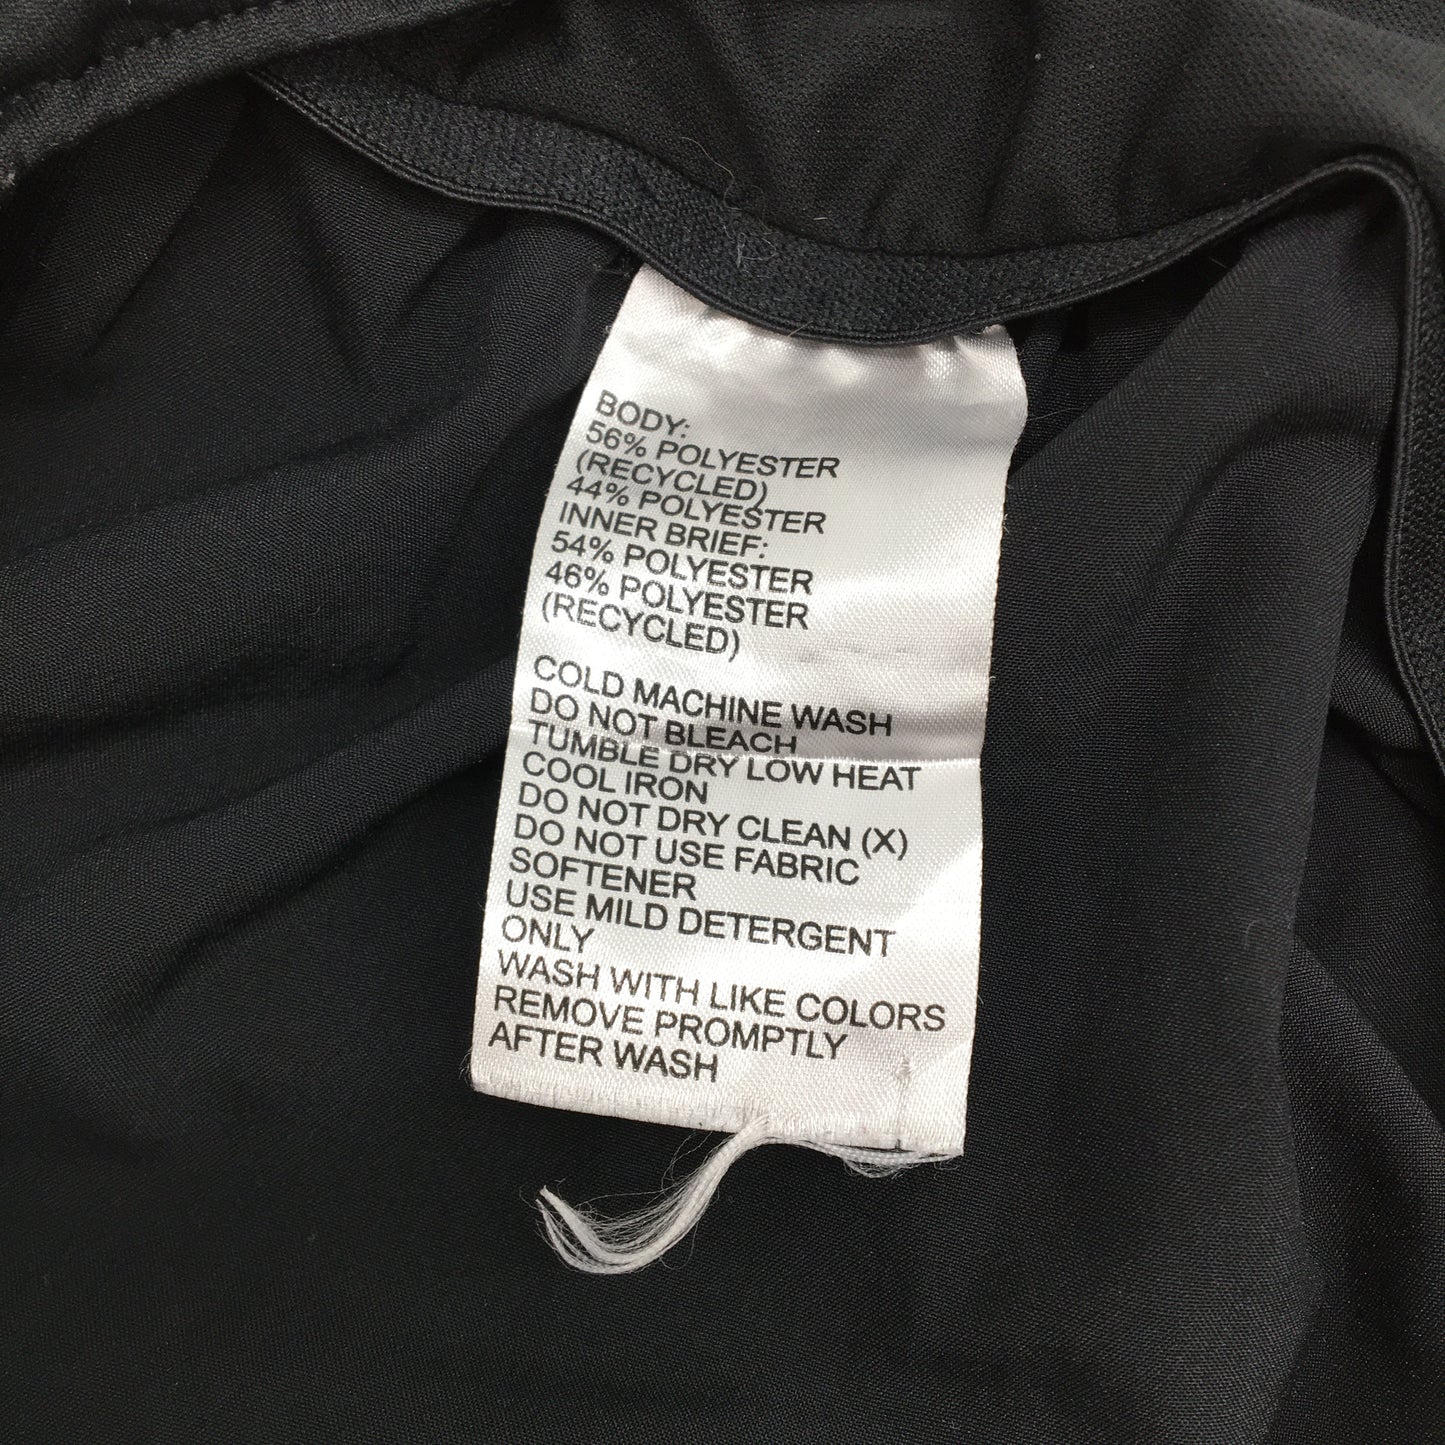 BODY:
56% POLYESTER
(RECYCLED)
44% POLYESTER
INNER BRIEF:
54% POLYESTER
46% POLYESTER
(RECYCLED)
COLD MACHINE WASH
DO NOT BLEACH
TUMBLE DRY LOW HEAT
COOL IRON
DO NOT DRY CLEAN (X)
DO NOT USE FABRIC
SOFTENER
USE MILD DETERGENT
ONLY
WASH WITH LIKE COLORS
REMOVE PROMPTLY
AFTER WASH